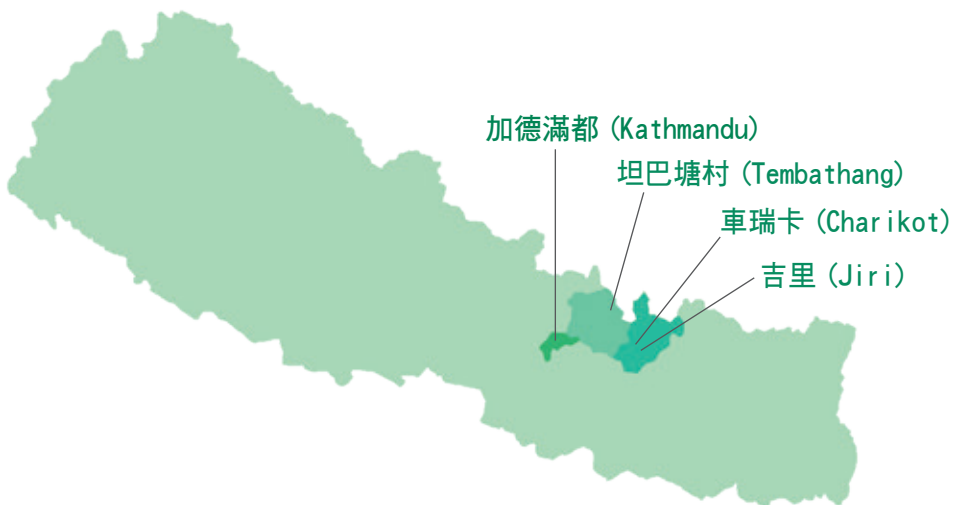 加德滿都 (Kathmandu)
坦巴塘村 (Tembathang)
車瑞卡 (Charikot)
吉里 (Jiri)